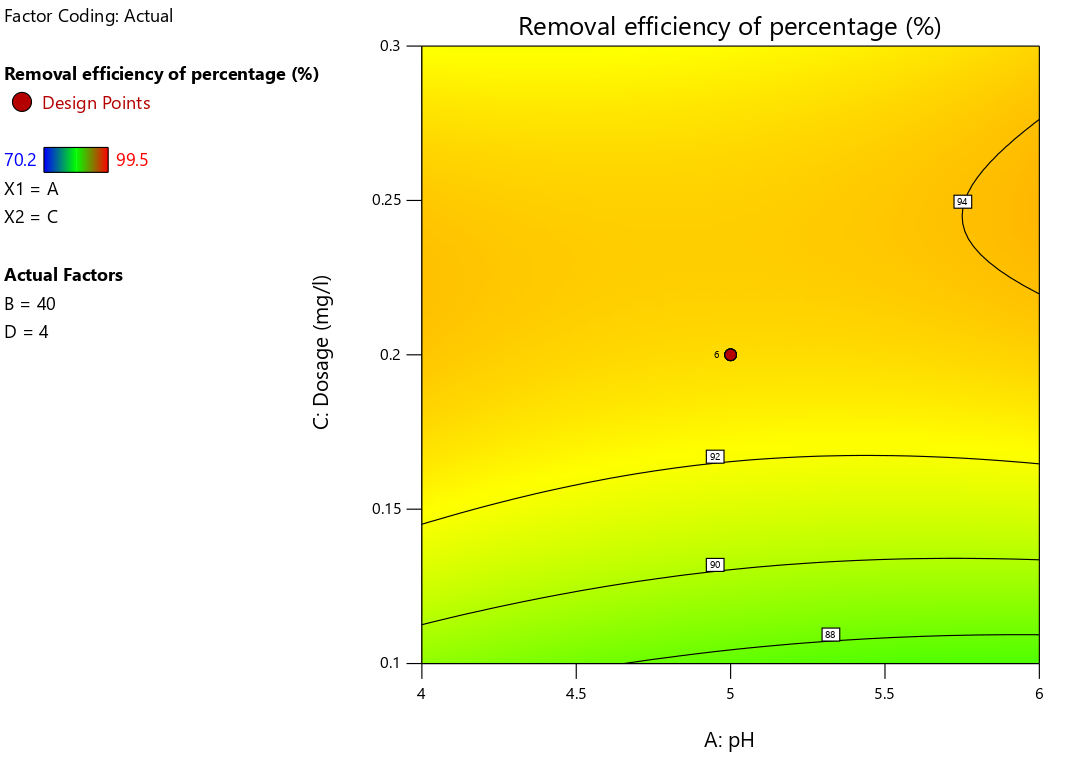 Factor Coding: Actual
Removal efficiency of percentage (%)
Design Points
70.2 99.5
X1 = A
X2 = C
Actual Factors
B = 40
D = 4
Removal efficiency of percentage (%)
0.3
0.25
0.2
0.15
0.1
C: Dosage (mg/l)
94
6
92
90
88
4 4.5 5 5.5 6
A: pH